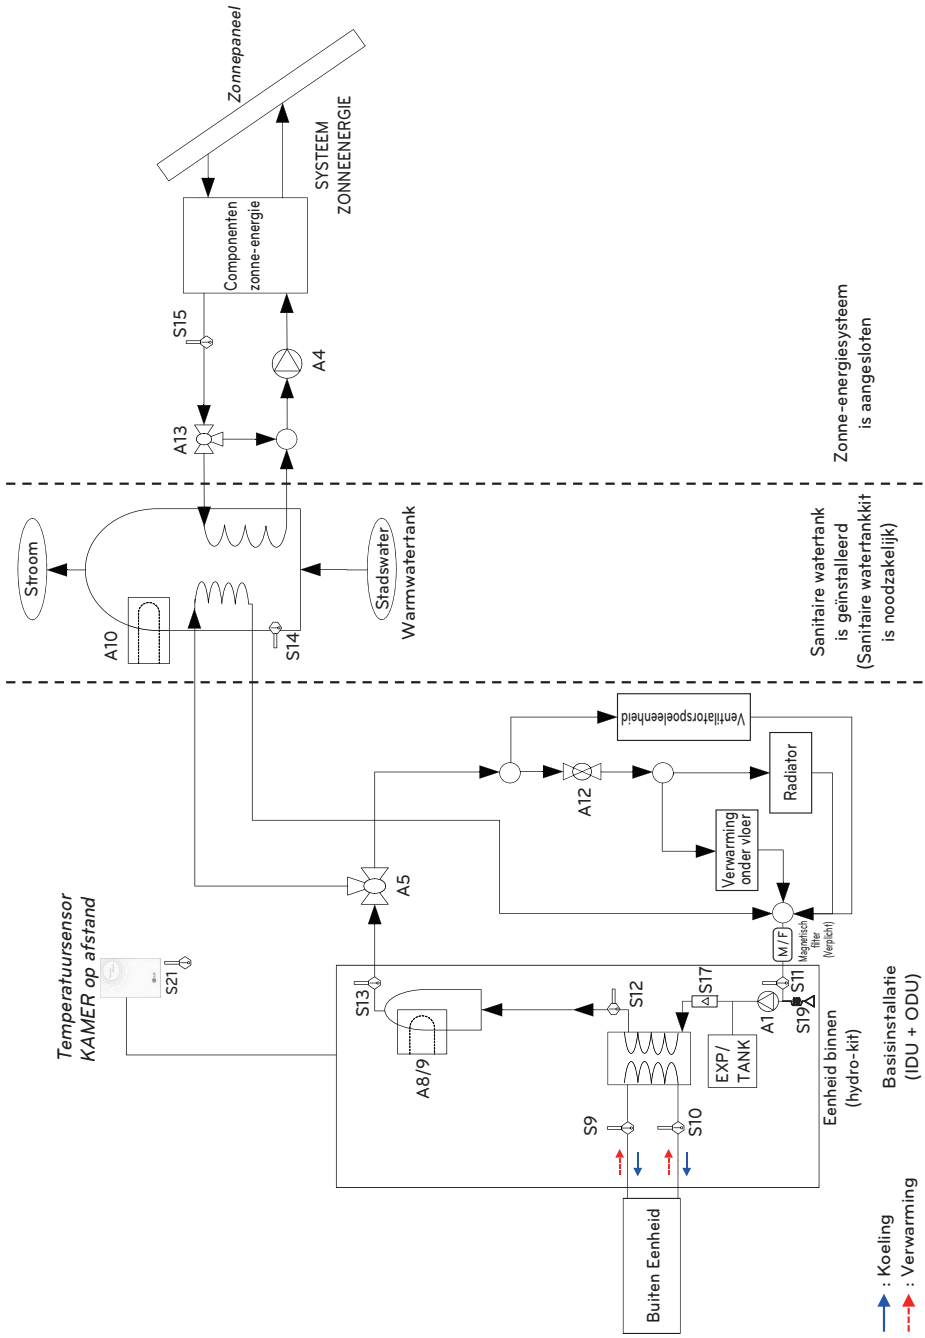 Zonnepaneel
SYSTEEM
ZONNEENERGIE
Componenten
zonne-energie
S15
A4
A13
Zonne-energiesysteem
is aangesloten
Stroom
Stadswater
Warmwatertank
A10
S14
Sanitaire watertank
is geïnstalleerd
(Sanitaire watertankkit
is noodzakelijk)
Temperatuursensor
KAMER op afstand
S21
A5
Ventilatorspoeleenheid
A12
Radiator
Verwarming
onder vloer
M/F
Magnetisch
filter
(Verplicht)
S13
A8/9
S12
S17
S11
A1
S19
EXP/
TANK
S9
S10
Eenheid binnen
(hydro-kit)
Basisinstallatie
(IDU + ODU)
Buiten Eenheid
: Koeling
: Verwarming